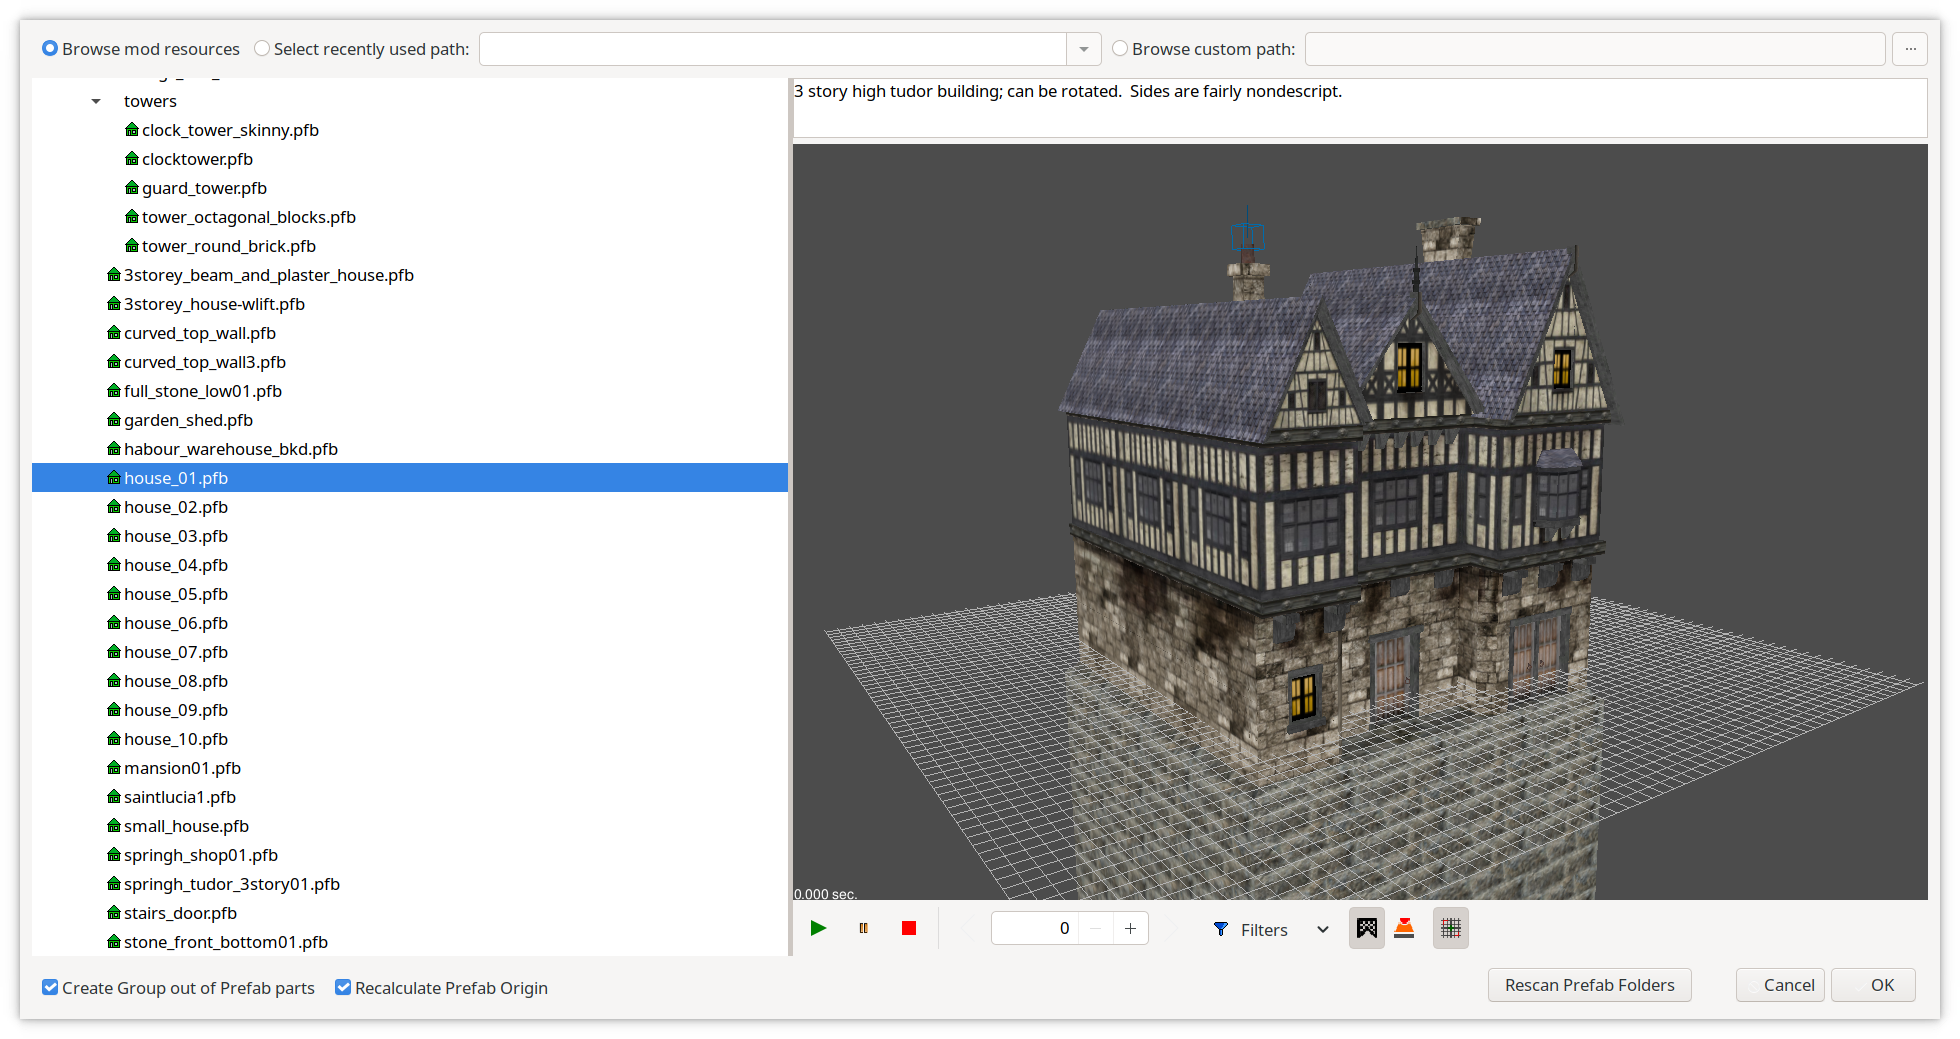 Browse mod resources Select recently used path: Browse custom path: ...
towers
clock_tower_skinny.pfb
clocktower.pfb
guard_tower.pfb
tower_octagonal_blocks.pfb
tower_round_brick.pfb
3storey_beam_and_plaster_house.pfb
3storey_house-wlift.pfb
curved_top_wall.pfb
curved_top_wall3.pfb
full_stone_low01.pfb
garden_shed.pfb
habour_warehouse_bkd.pfb
house_01.pfb
house_02.pfb
house_03.pfb
house_04.pfb
house_05.pfb
house_06.pfb
house_07.pfb
house_08.pfb
house_09.pfb
house_10.pfb
mansion01.pfb
saintlucia1.pfb
small_house.pfb
springh_shop01.pfb
springh_tudor_3story01.pfb
stairs_door.pfb
stone_front_bottom01.pfb
3 story high tudor building; can be rotated.  Sides are fairly nondescript.
0.000 sec.
0 Filters
Create Group out of Prefab parts Recalculate Prefab Origin Rescan Prefab Folders Cancel OK